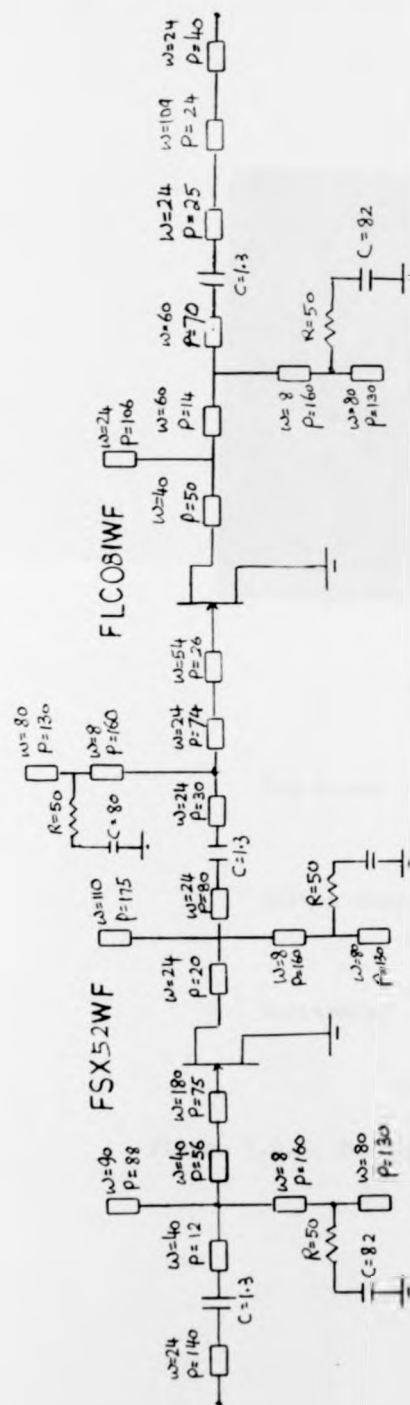 FSX52WF
FLC081WF
W=24
P=140
C=1.3
W=40
P=12
W=90
P=88
W=8
P=160
W=80
P=130
R=50
C=82
W=40
P=56
W=180
P=75
W=24
P=20
W=110
P=175
W=8
P=160
W=80
P=130
R=50
W=24
P=80
C=1.3
W=24
P=30
W=80
P=130
W=8
P=160
R=50
C=80
W=24
P=74
W=54
P=26
W=40
P=50
W=24
P=106
W=60
P=14
W=8
P=160
W=80
P=130
R=50
C=82
W=60
P=70
C=1.3
W=24
P=25
W=109
P=24
W=24
P=40